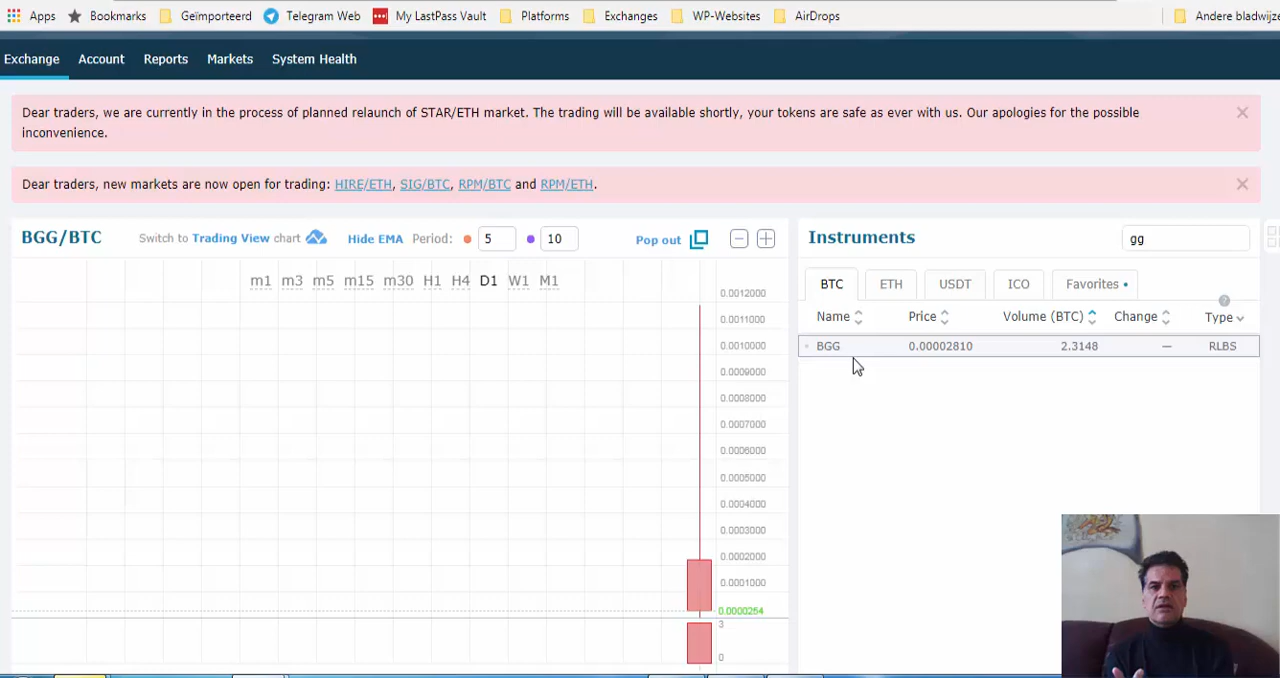 Apps Bookmarks Geïmporteerd Telegram Web My LastPass Vault Platforms Exchanges WP-Websites AirDrops Andere bladwijze
Exchange Account Reports Markets System Health
Dear traders, we are currently in the process of planned relaunch of STAR/ETH market. The trading will be available shortly, your tokens are safe as ever with us. Our apologies for the possible
inconvenience.
Dear traders, new markets are now open for trading: HIRE/ETH, SIG/BTC, RPM/BTC and RPM/ETH.
BGG/BTC Switch to Trading View chart Hide EMA Period: 5 10 Pop out
m1 m3 m5 m15 m30 H1 H4 D1 W1 M1
0.0012000
0.0011000
0.0010000
0.0009000
0.0008000
0.0007000
0.0006000
0.0005000
0.0004000
0.0003000
0.0002000
0.0001000
0.0000254
3
0
Instruments gg
BTC ETH USDT ICO Favorites
?
Name Price Volume (BTC) Change Type
BGG 0.00002810 2.3148 — RLBS